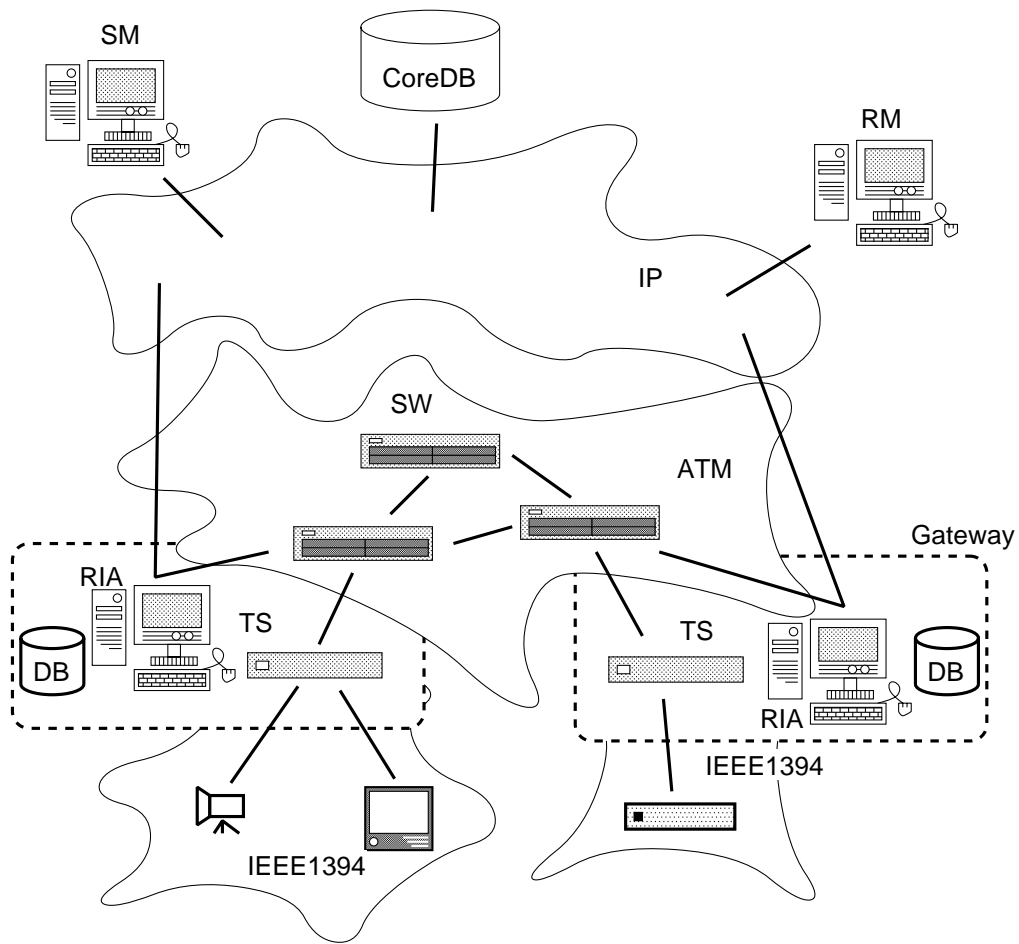 SM
CoreDB
RM
IP
SW
ATM
Gateway
RIA
TS
TS
DB
DB
RIA
IEEE1394
IEEE1394